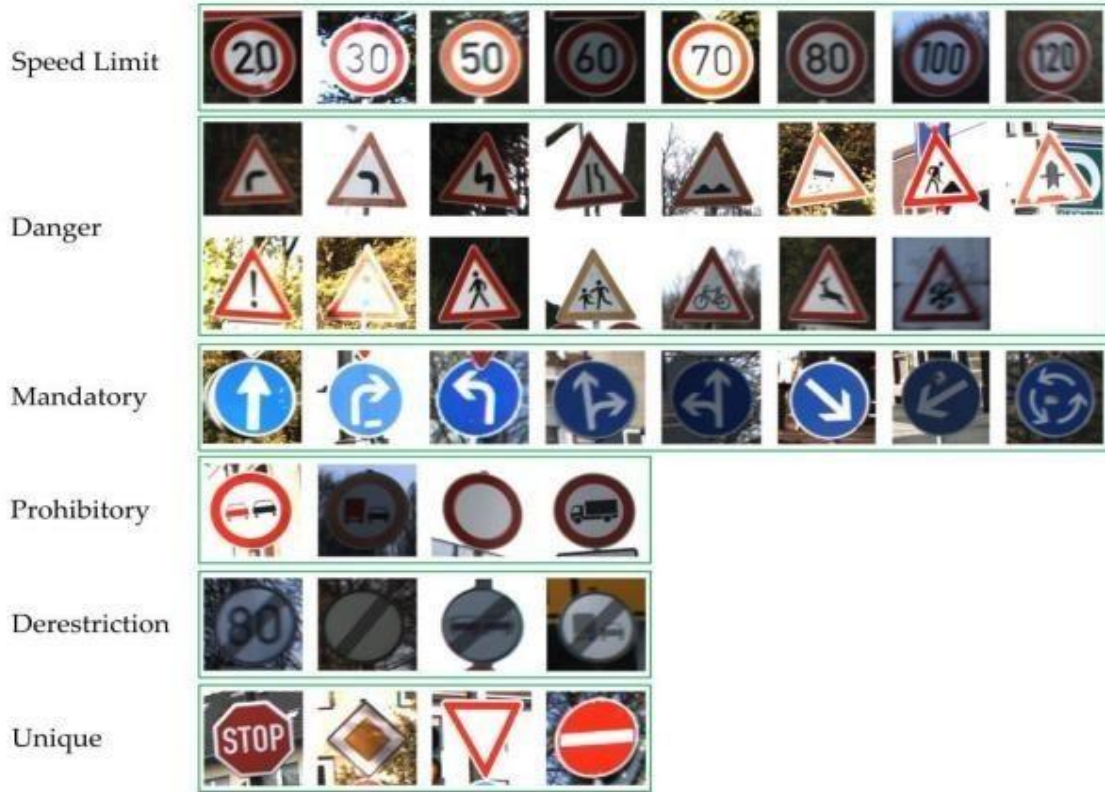 Speed Limit
20 30 50 60 70 80 100 120
Danger
!
Mandatory
Prohibitory
Derestriction
80
Unique
STOP